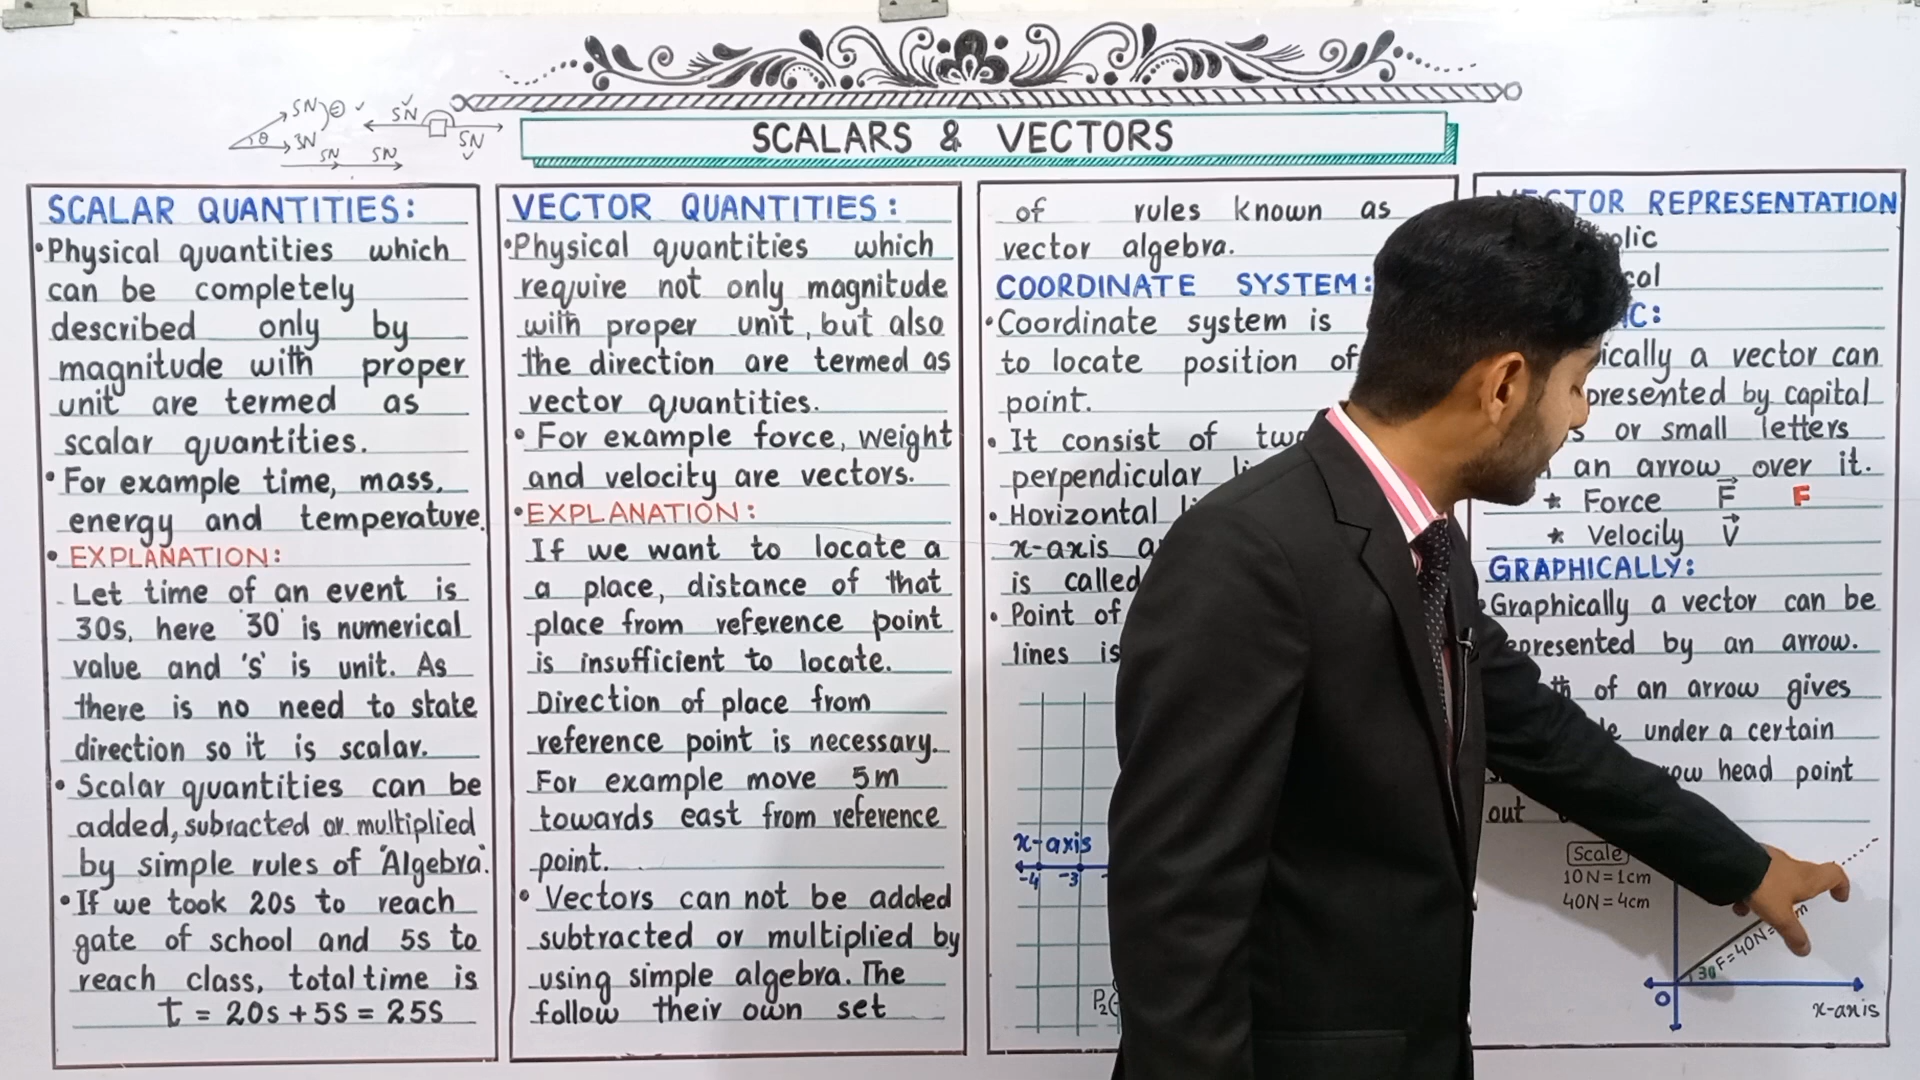 5N
3N
θ
5N
5N
5N
5N
SCALARS & VECTORS
SCALAR QUANTITIES:
•Physical quantities which
can be completely
described only by
magnitude with proper
unit are termed as
scalar quantities.
•For example time, mass,
energy and temperature.
• EXPLANATION:
Let time of an event is
30s, here '30' is numerical
value and 's' is unit. As
there is no need to state
direction so it is scalar.
• Scalar quantities can be
added, subracted or multiplied
by simple rules of "Algebra".
•If we took 20s to reach
gate of school and 5s to
reach class, total time is
t = 20s + 5s = 25s
VECTOR QUANTITIES:
•Physical quantities which
require not only magnitude
with proper unit, but also
the direction are termed as
vector quantities.
• For example force, weight
and velocity are vectors.
•EXPLANATION:
If we want to locate a
a place, distance of that
place from reference point
is insufficient to locate.
Direction of place from
reference point is necessary.
For example move 5m
towards east from reference
point.
• Vectors can not be added
subtracted or multiplied by
using simple algebra. The
follow their own set
of rules known as
vector algebra.
COORDINATE SYSTEM:
•Coordinate system is
to locate position of
point.
• It consist of two
perpendicular
• Horizontal
x-axis
is called
• Point of
lines is
x-axis
-4 -3
P₂(
VECTOR REPRESENTATION
a vector can
by capital
or small letters
an arrow over it.
* Force F⃗ F
* Velocity V⃗
GRAPHICALLY:
•Graphically a vector can be
represented by an arrow.
of an arrow gives
under a certain
head point
out
Scale
10N = 1cm
40N = 4cm
F = 40N =
30
O
x-axis